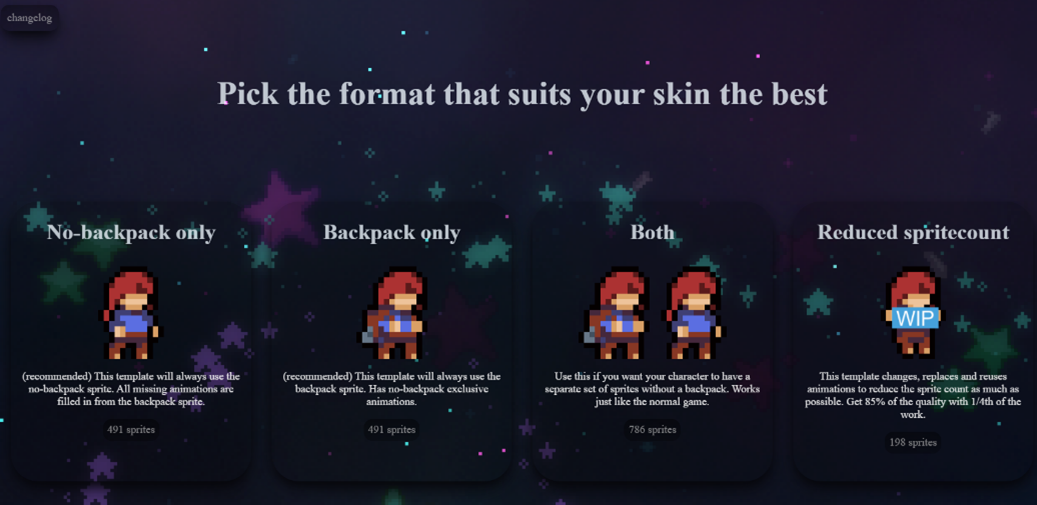 changelog
Pick the format that suits your skin the best
No-backpack only
(recommended) This template will always use the
no-backpack sprite. All missing animations are
filled in from the backpack sprite.
491 sprites
Backpack only
(recommended) This template will always use the
backpack sprite. Has no-backpack exclusive
animations.
491 sprites
Both
Use this if you want your character to have a
separate set of sprites without a backpack. Works
just like the normal game.
786 sprites
Reduced spritecount
WIP
This template changes, replaces and reuses
animations to reduce the sprite count as much as
possible. Get 85% of the quality with 1/4th of the
work.
198 sprites